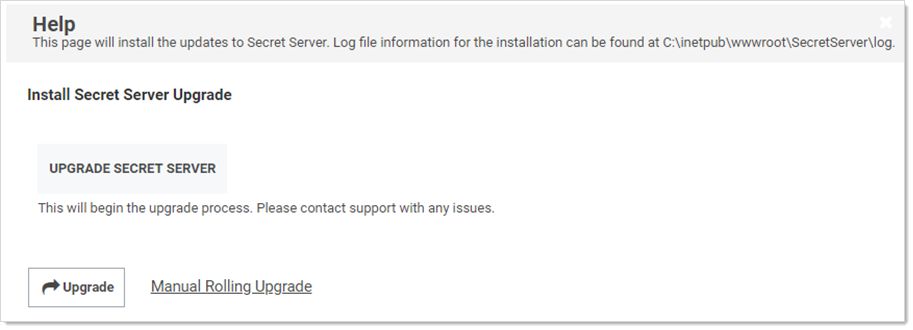 Help
This page will install the updates to Secret Server. Log file information for the installation can be found at C:\inetpub\wwwroot\SecretServer\log.
Install Secret Server Upgrade
UPGRADE SECRET SERVER
This will begin the upgrade process. Please contact support with any issues.
Upgrade Manual Rolling Upgrade